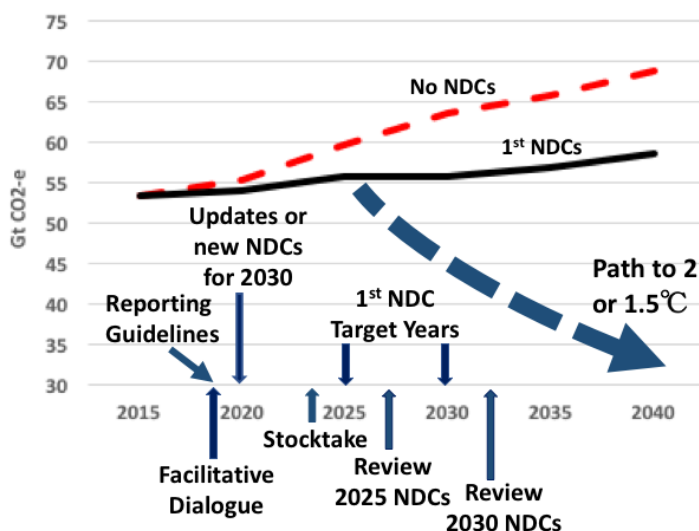 75
70
65
60
55
50
45
40
35
30
Gt CO2-e
No NDCs
1st NDCs
Updates or
new NDCs
for 2030
Reporting
Guidelines
1st NDC
Target Years
Path to 2
or 1.5℃
2015
2020
2025
2030
2035
2040
Stocktake
Facilitative
Dialogue
Review
2025 NDCs
Review
2030 NDCs